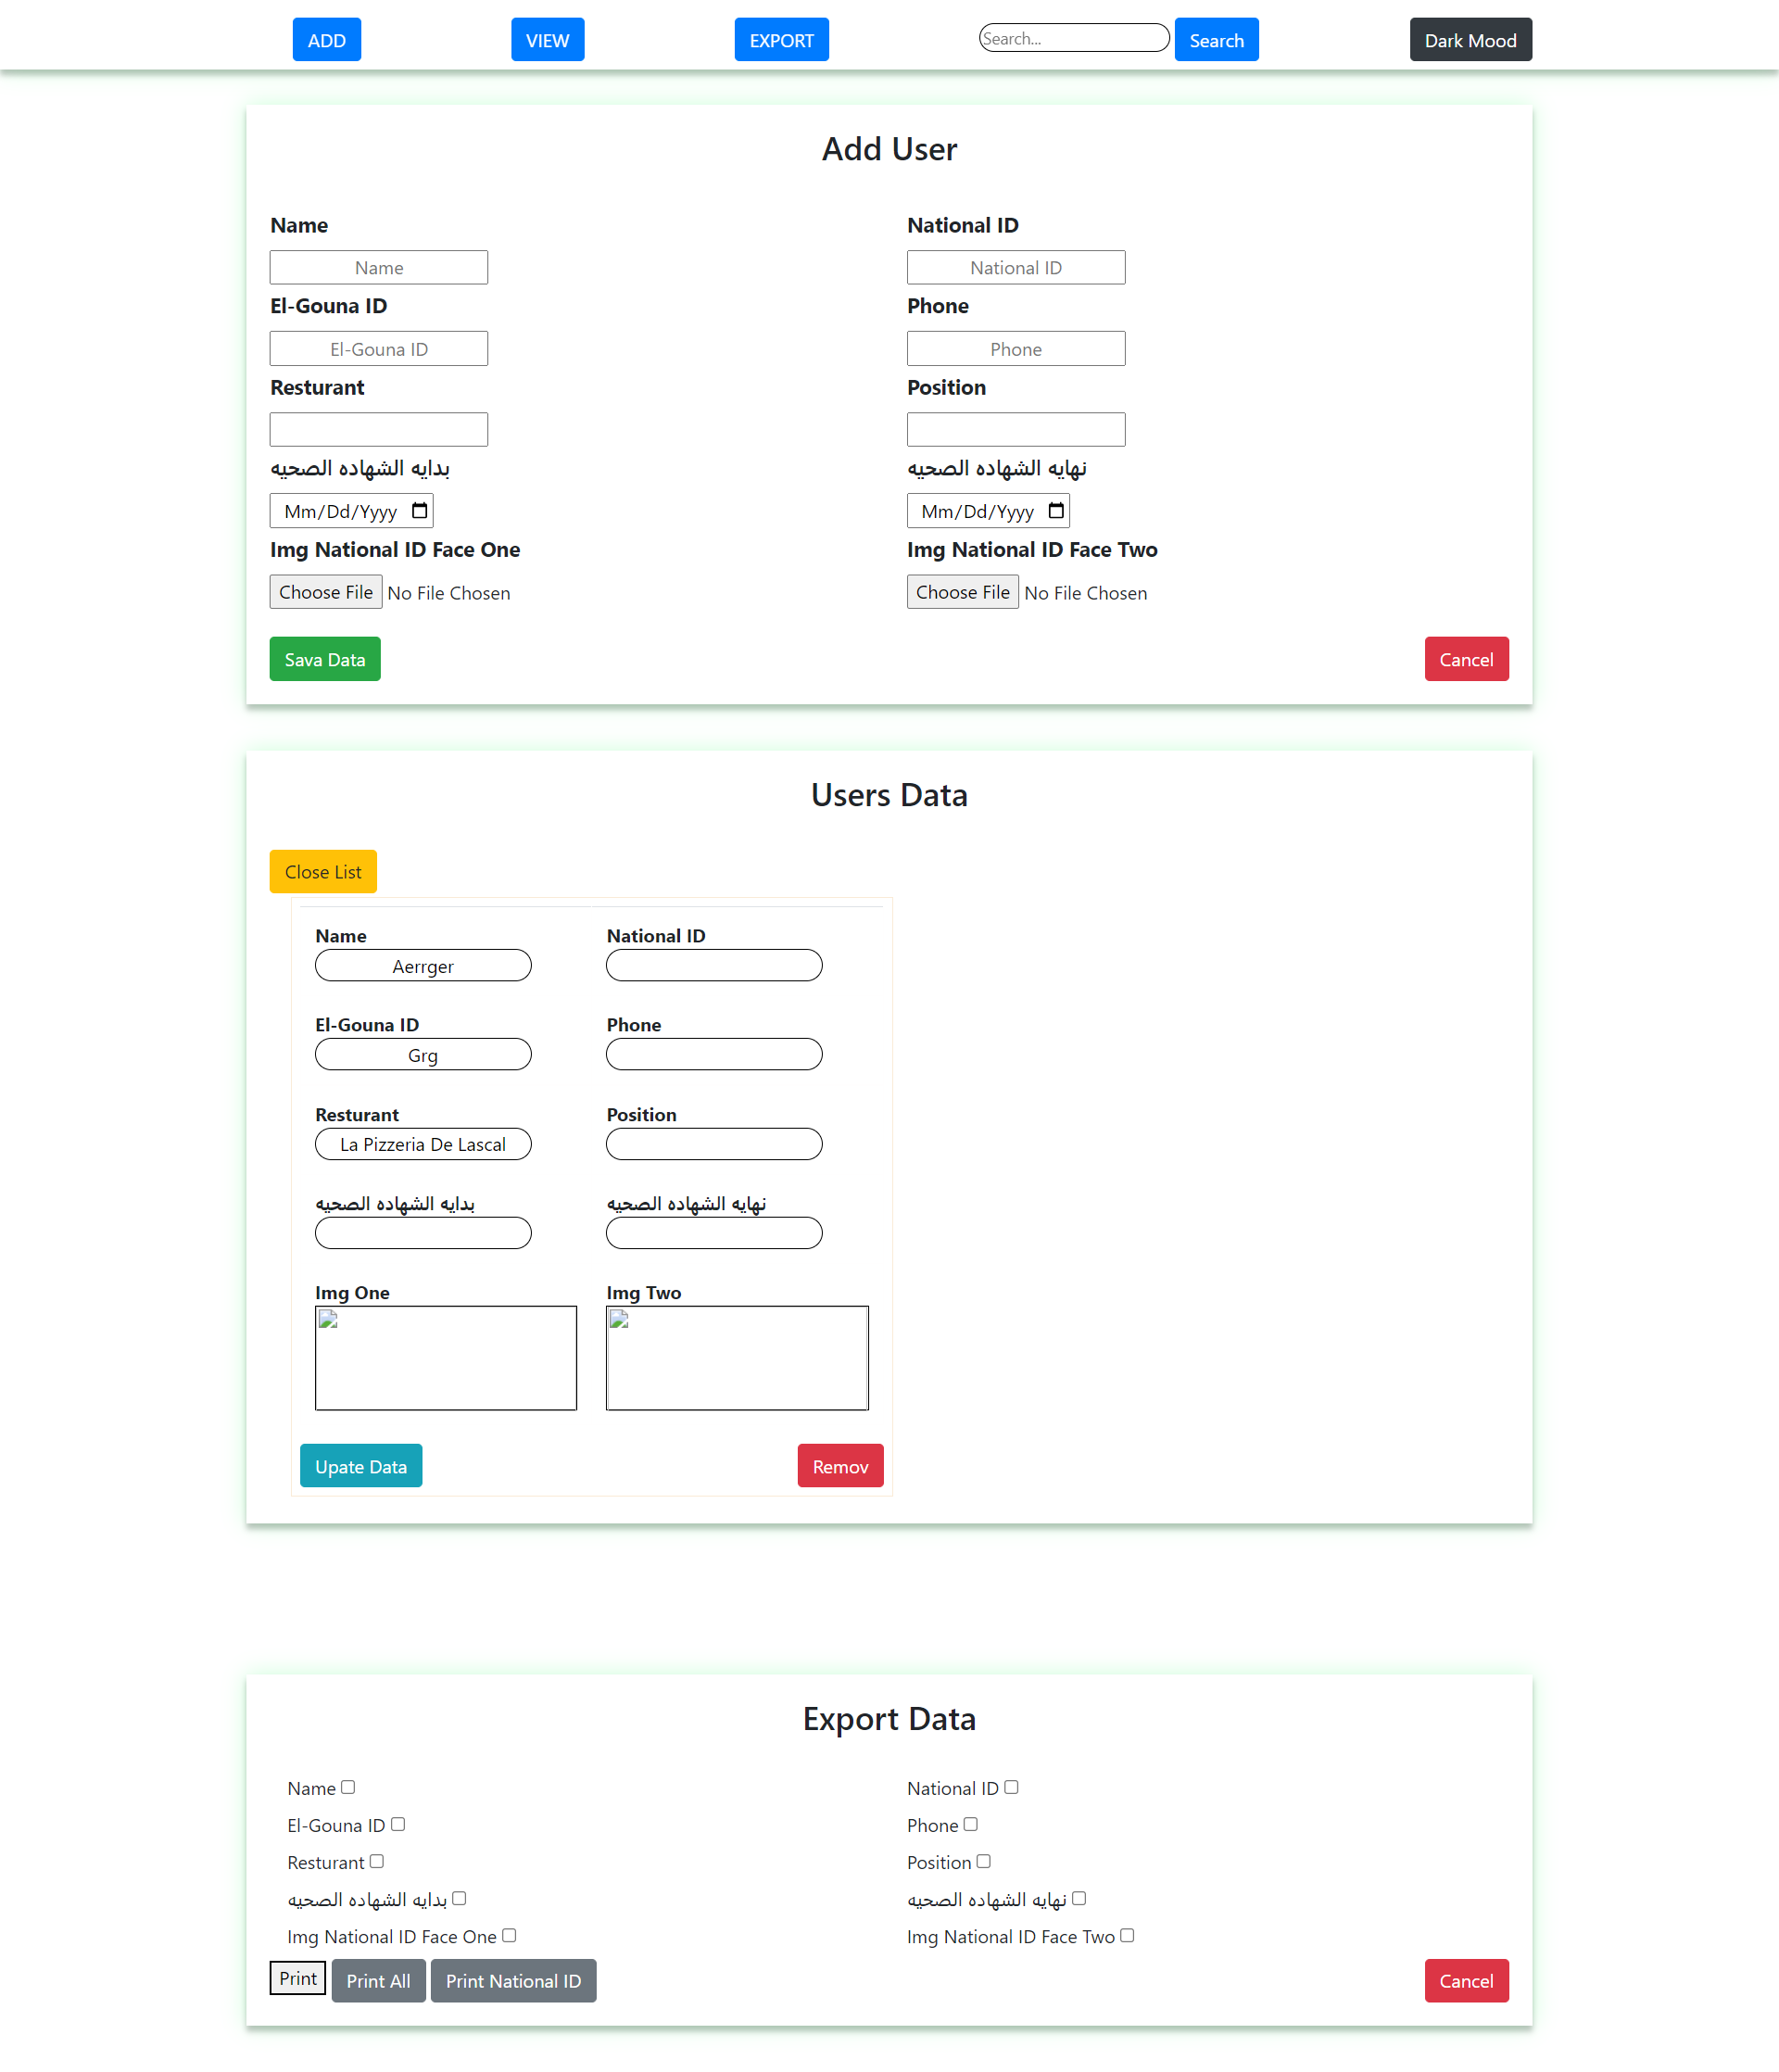 ADD VIEW EXPORT Search... Search Dark Mood
Add User
Name National ID
Name National ID
El-Gouna ID Phone
El-Gouna ID Phone
Resturant Position
بدايه الشهاده الصحيه نهايه الشهاده الصحيه
Mm/Dd/Yyyy Mm/Dd/Yyyy
Img National ID Face One Img National ID Face Two
Choose File No File Chosen Choose File No File Chosen
Sava Data Cancel
Users Data
Close List
Name National ID
Aerrger
El-Gouna ID Phone
Grg
Resturant Position
La Pizzeria De Lascal
بدايه الشهاده الصحيه نهايه الشهاده الصحيه
Img One Img Two
Upate Data Remov
Export Data
Name National ID
El-Gouna ID Phone
Resturant Position
بدايه الشهاده الصحيه نهايه الشهاده الصحيه
Img National ID Face One Img National ID Face Two
Print Print All Print National ID Cancel